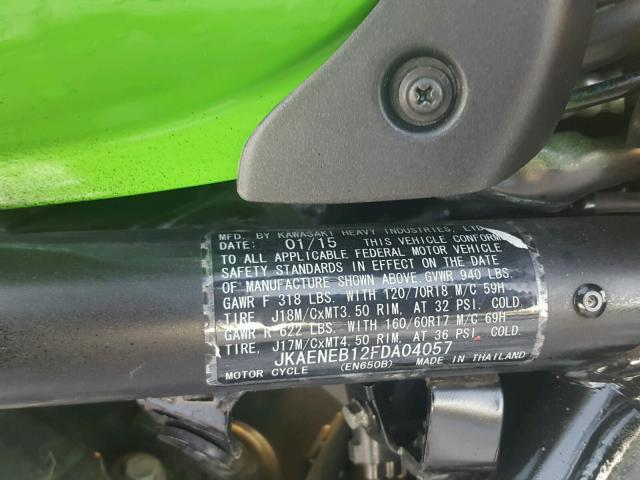 MFD. BY KAWASAKI HEAVY INDUSTRIES, LTD
DATE: 01/15 THIS VEHICLE CONFORMS
TO ALL APPLICABLE FEDERAL MOTOR VEHICLE
SAFETY STANDARDS IN EFFECT ON THE DATE
OF MANUFACTURE SHOWN ABOVE GVWR 940 LBS.
GAWR F 318 LBS. WITH 120/70R18 M/C 59H
TIRE, J18M/CxMT3.50 RIM, AT 32 PSI. COLD
GAWR R 622 LBS. WITH 160/60R17 M/C 69H
TIRE, J17M/CxMT4.50 RIM, AT 36 PSI. COLD.
JKAENEB12FDA04057
MOTOR CYCLE (EN650B) MADE IN THAILAND